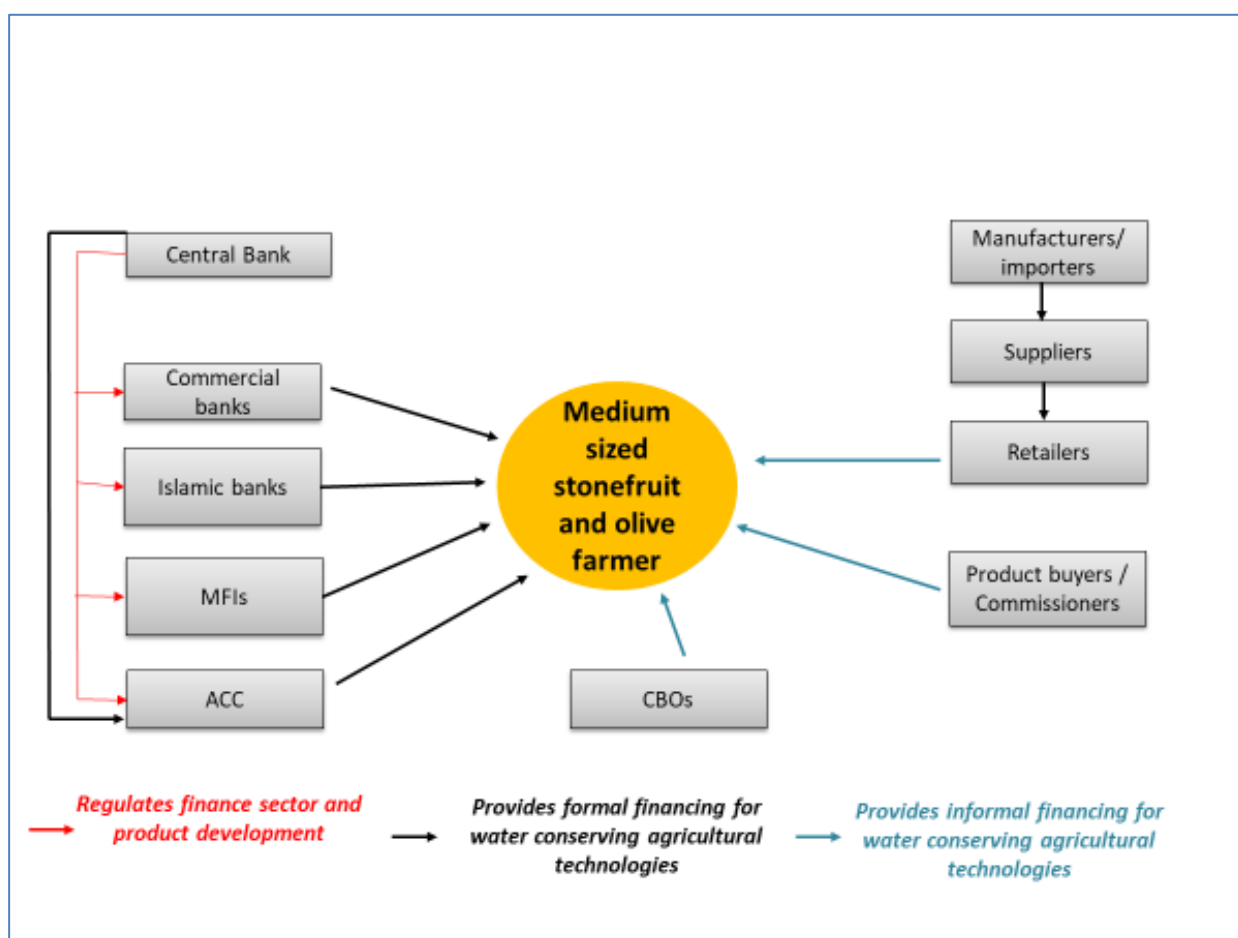 Central Bank
Commercial
banks
Islamic banks
MFIs
ACC
Medium
sized
stonefruit
and olive
farmer
CBOs
Manufacturers/
importers
Suppliers
Retailers
Product buyers /
Commissioners
Regulates finance sector and
product development
Provides formal financing for
water conserving agricultural
technologies
Provides informal financing for
water conserving agricultural
technologies